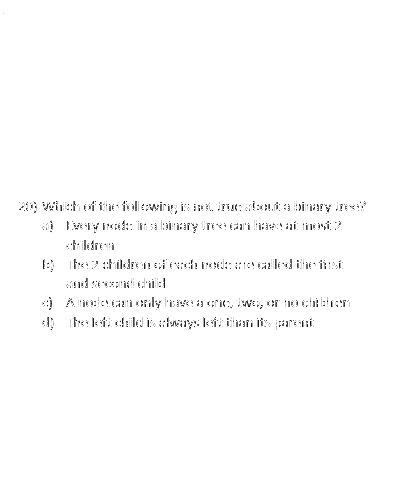 20) Which of the following is not true about a binary tree?
a) Every node in a binary tree can have at most 2
children
b) The 2 children of each node are called the first
and second child
c) A node can only have a one, two, or no children
d) The left child is always left than its parent